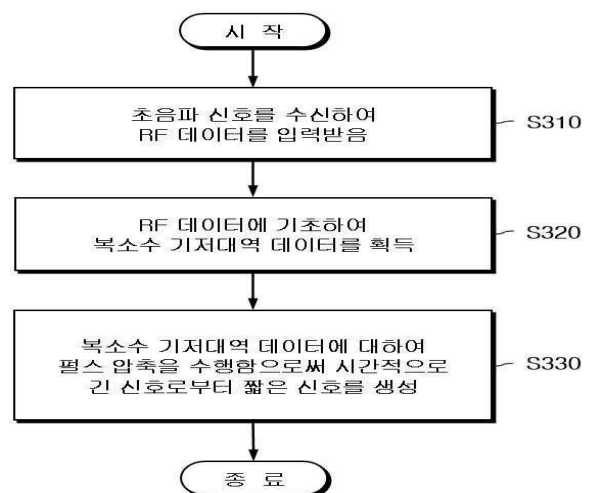 시 작
초음파 신호를 수신하여
RF 데이터를 입력받음
S310
RF 데이터에 기초하여
복소수 기저대역 데이터를 획득
S320
복소수 기저대역 데이터에 대하여
펄스 압축을 수행함으로써 시간적으로
긴 신호로부터 짧은 신호를 생성
S330
종 료